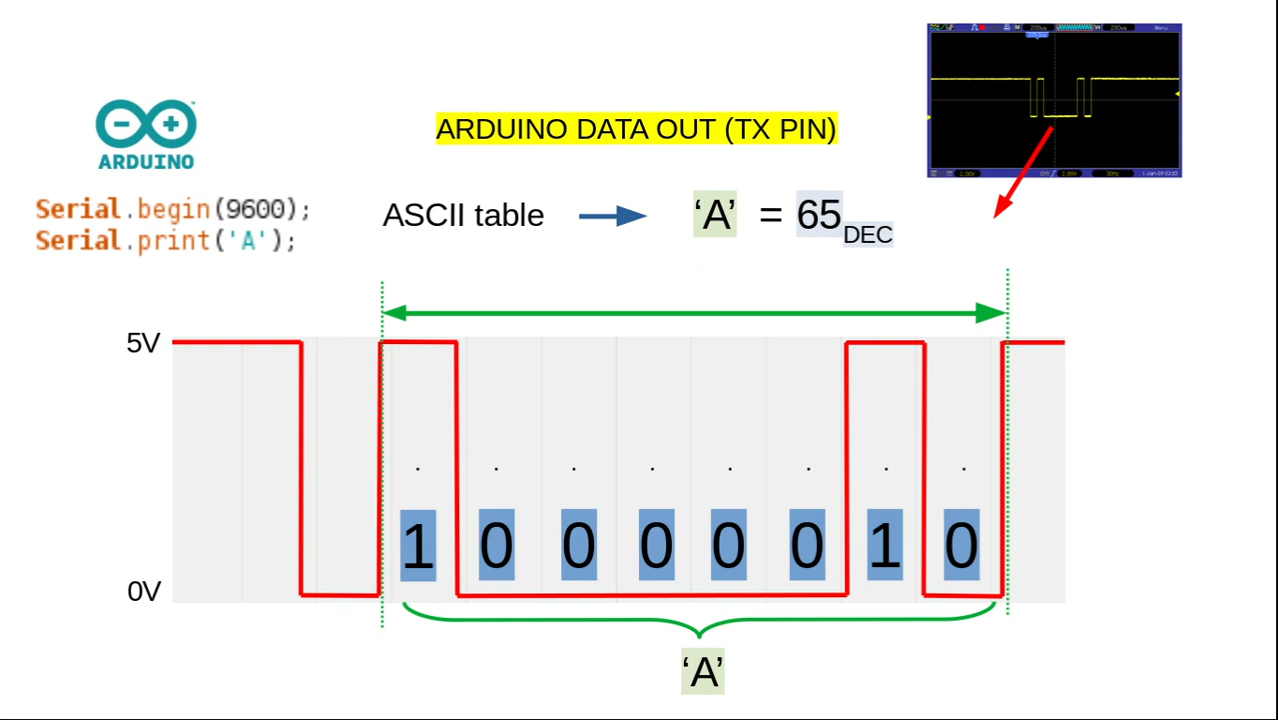 ARDUINO
ARDUINO DATA OUT (TX PIN)
Serial.begin(9600);
Serial.print('A');
ASCII table
‘A’ = 65DEC
5V
. . . . . . . .
1 0 0 0 0 0 1 0
0V
‘A’